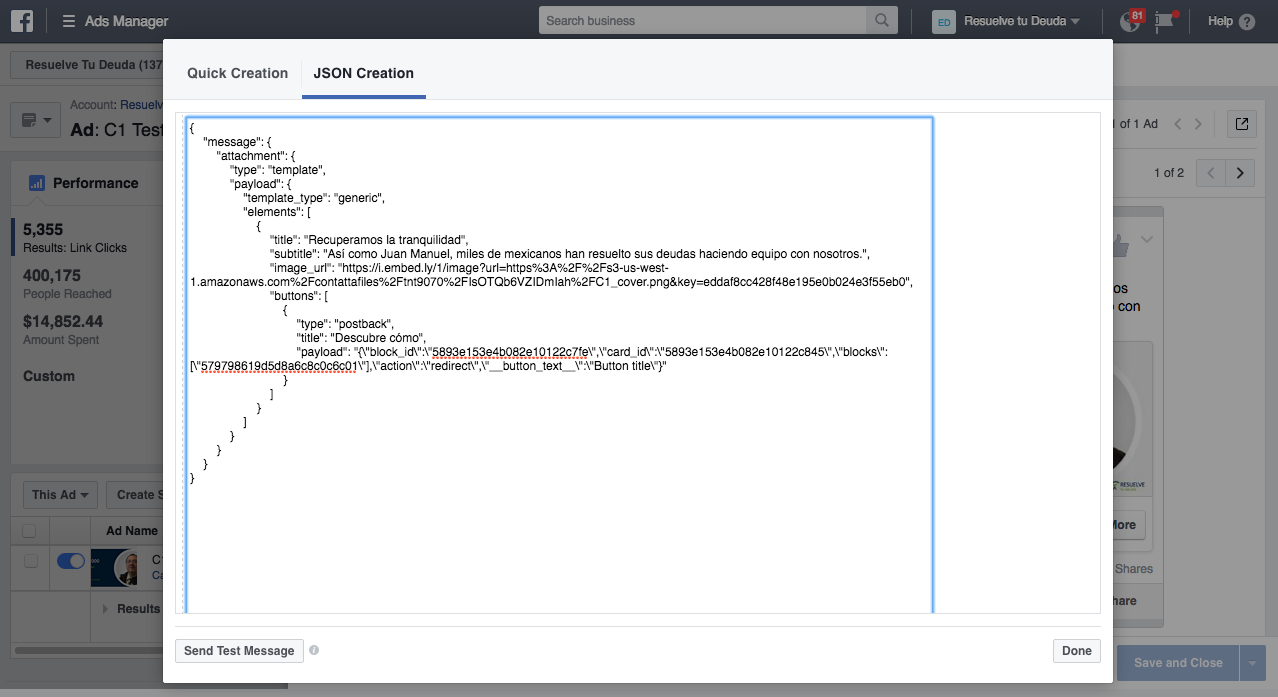 Ads Manager
Search business
ED
Resuelve tu Deuda
81
Help
Resuelve Tu Deuda (137
Account: Resuelv
Ad: C1 Test
Performance
5,355
Results: Link Clicks
400,175
People Reached
$14,852.44
Amount Spent
Custom
This Ad
Create S
Ad Name
C
Ca
Results
Quick Creation
JSON Creation
{
"message": {
"attachment": {
"type": "template",
"payload": {
"template_type": "generic",
"elements": [
{
"title": "Recuperamos la tranquilidad",
"subtitle": "Así como Juan Manuel, miles de mexicanos han resuelto sus deudas haciendo equipo con nosotros.",
"image_url": "https://i.embed.ly/1/image?url=https%3A%2F%2Fs3-us-west-
1.amazonaws.com%2Fcontattafiles%2Ftnt9070%2FIsOTQb6VZIDmIah%2FC1_cover.png&key=eddaf8cc428f48e195e0b024e3f55eb0",
"buttons": [
{
"type": "postback",
"title": "Descubre cómo",
"payload": "{\"block_id\":\"5893e153e4b082e10122c7fe\",\"card_id\":\"5893e153e4b082e10122c845\",\"blocks\":
[\"579798619d5d8a6c8c0c6c01\"],\"action\":\"redirect\",\"__button_text__\":\"Button title\"}"
}
]
}
]
}
}
}
}
Send Test Message
Done
of 1 Ad
1 of 2
os
con
RESUELVE
More
Shares
hare
Save and Close